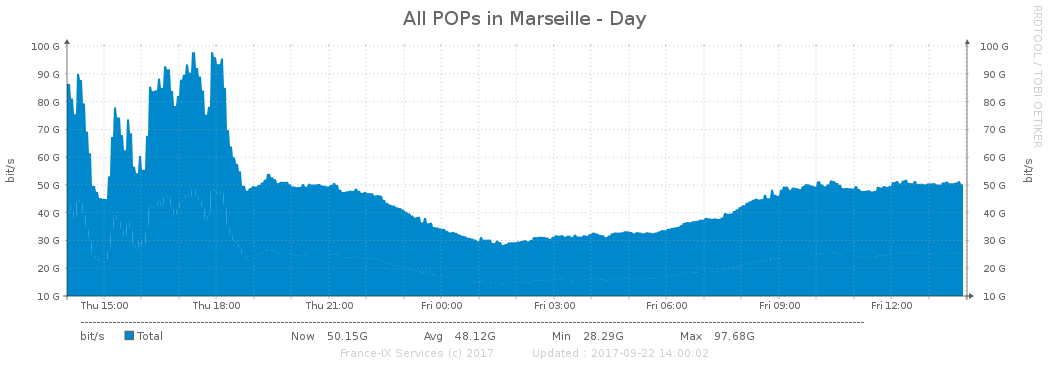 All POPs in Marseille - Day
RRDTOOL / TOBI OETIKER
100 G 100 G
90 G 90 G
80 G 80 G
70 G 70 G
60 G 60 G
50 G 50 G
40 G 40 G
30 G 30 G
20 G 20 G
10 G 10 G
bit/s bit/s
Thu 15:00 Thu 18:00 Thu 21:00 Fri 00:00 Fri 03:00 Fri 06:00 Fri 09:00 Fri 12:00
bit/s Total Now 50.15G Avg 48.12G Min 28.29G Max 97.68G
France-IX Services (c) 2017 Updated : 2017-09-22 14:00:02